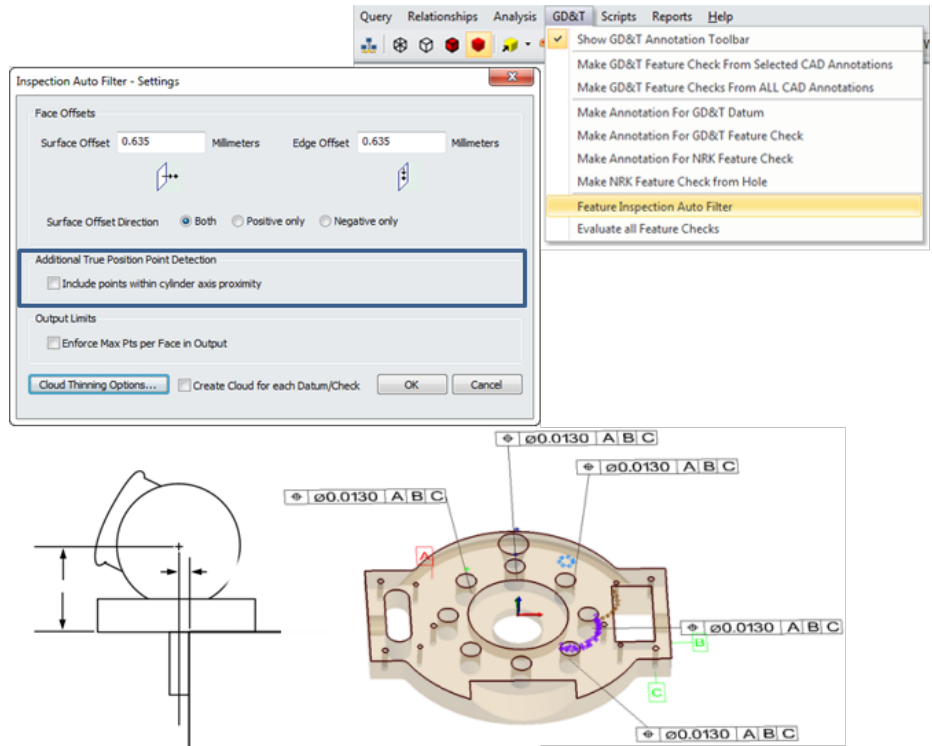 Query Relationships Analysis GD&T Scripts Reports Help
Show GD&T Annotation Toolbar
Make GD&T Feature Check From Selected CAD Annotations
Make GD&T Feature Checks From ALL CAD Annotations
Make Annotation For GD&T Datum
Make Annotation For GD&T Feature Check
Make Annotation For NRK Feature Check
Make NRK Feature Check from Hole
Feature Inspection Auto Filter
Evaluate all Feature Checks
Inspection Auto Filter - Settings
Face Offsets
Surface Offset 0.635 Millimeters Edge Offset 0.635 Millimeters
Surface Offset Direction Both Positive only Negative only
Additional True Position Point Detection
Include points within cylinder axis proximity
Output Limits
Enforce Max Pts per Face in Output
Cloud Thinning Options... Create Cloud for each Datum/Check OK Cancel
⌖ ⌀0.0130 A B C
⌖ ⌀0.0130 A B C
⌖ ⌀0.0130 A B C
A
⌖ ⌀0.0130 A B C
B
C
⌖ ⌀0.0130 A B C